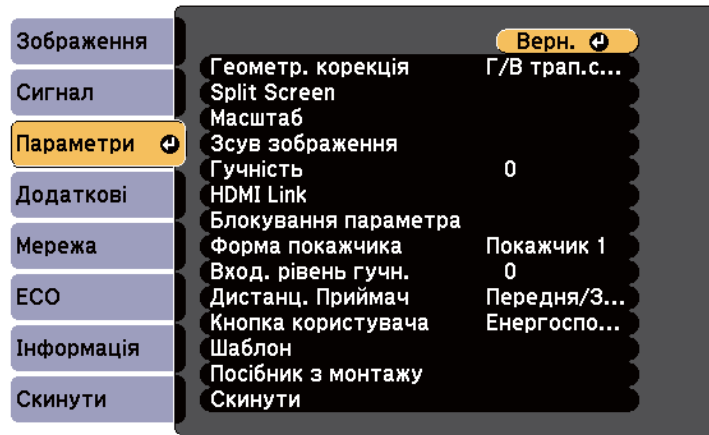 Зображення
Сигнал
Параметри
Додаткові
Мережа
ECO
Інформація
Скинути
Верн.
Геометр. корекція Г/В трап.с...
Split Screen
Масштаб
Зсув зображення
Гучність 0
HDMI Link
Блокування параметра
Форма покажчика Покажчик 1
Вход. рівень гучн. 0
Дистанц. Приймач Передня/З...
Кнопка користувача Енергоспо...
Шаблон
Посібник з монтажу
Скинути